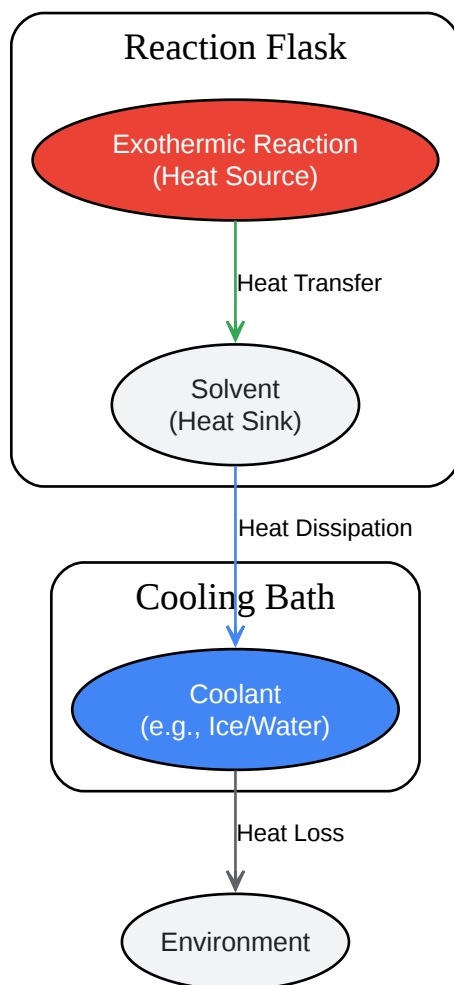 Reaction Flask
Exothermic Reaction
(Heat Source)
Heat Transfer
Solvent
(Heat Sink)
Heat Dissipation
Cooling Bath
Coolant
(e.g., Ice/Water)
Heat Loss
Environment